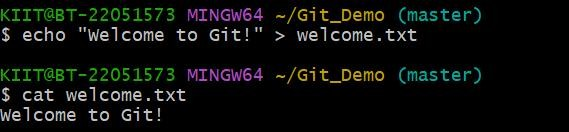 KIIT@BT-22051573 MINGW64 ~/Git_Demo (master)
$ echo "Welcome to Git!" > welcome.txt
KIIT@BT-22051573 MINGW64 ~/Git_Demo (master)
$ cat welcome.txt
Welcome to Git!